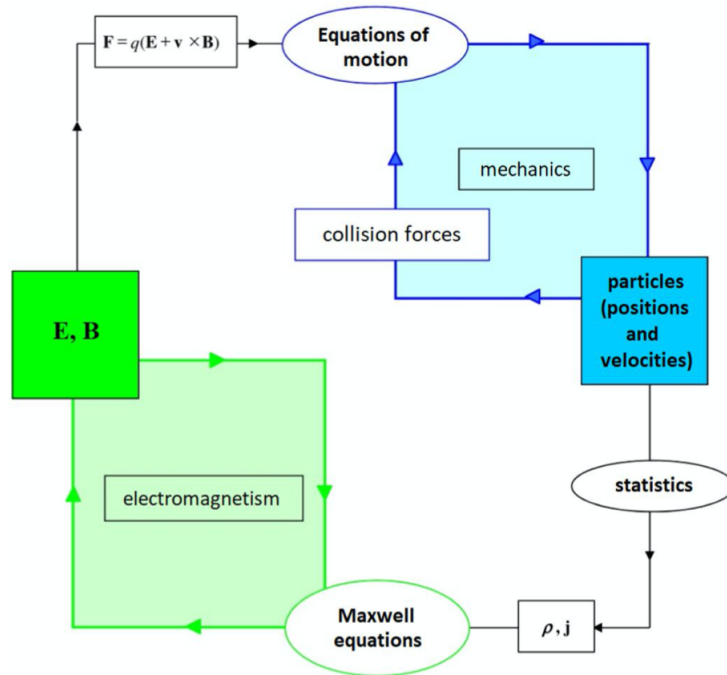 F = q(E + v × B)
Equations of
motion
mechanics
collision forces
particles
(positions
and
velocities)
E, B
electromagnetism
statistics
Maxwell
equations
ρ, j